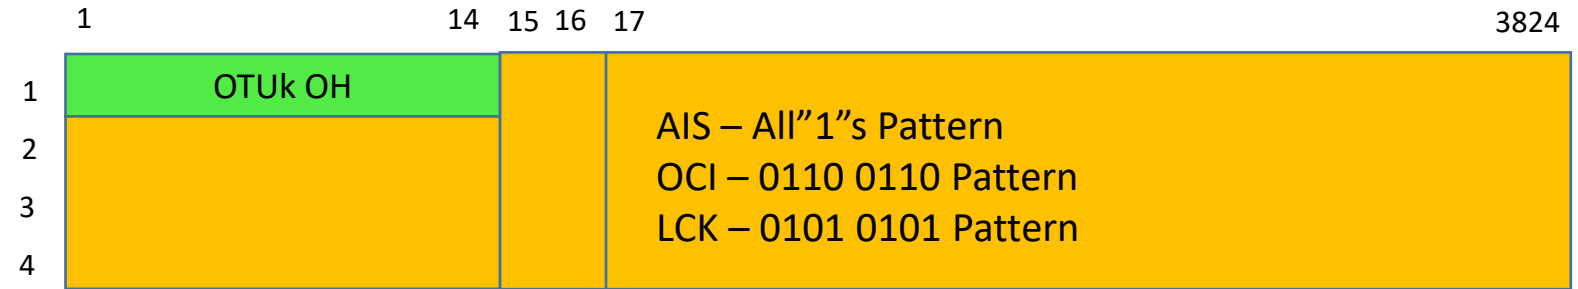 1 14 15 16 17 3824
1 OTUk OH
2
3
4
AIS – All”1”s Pattern
OCI – 0110 0110 Pattern
LCK – 0101 0101 Pattern